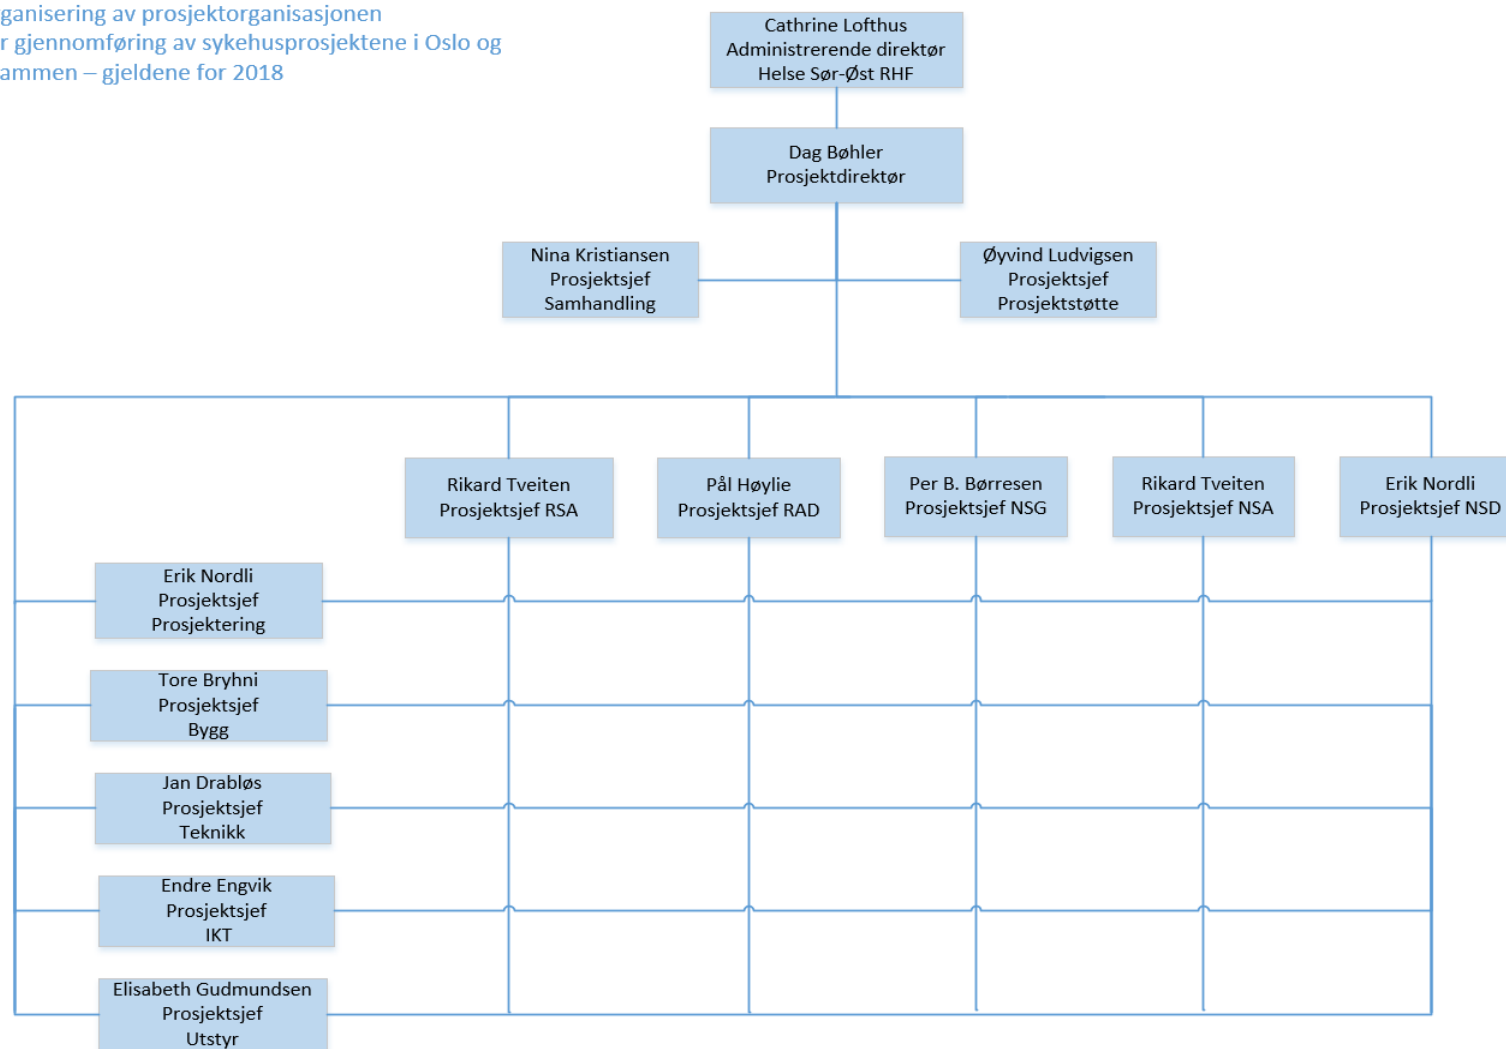 ganisering av prosjektorganisasjonen
r gjennomføring av sykehusprosjektene i Oslo og
ammen – gjeldene for 2018
Cathrine Lofthus
Administrerende direktør
Helse Sør-Øst RHF
Dag Bøhler
Prosjektdirektør
Nina Kristiansen
Prosjektsjef
Samhandling
Øyvind Ludvigsen
Prosjektsjef
Prosjektstøtte
Rikard Tveiten
Prosjektsjef RSA
Pål Høylie
Prosjektsjef RAD
Per B. Børresen
Prosjektsjef NSG
Rikard Tveiten
Prosjektsjef NSA
Erik Nordli
Prosjektsjef NSD
Erik Nordli
Prosjektsjef
Prosjektering
Tore Bryhni
Prosjektsjef
Bygg
Jan Drabløs
Prosjektsjef
Teknikk
Endre Engvik
Prosjektsjef
IKT
Elisabeth Gudmundsen
Prosjektsjef
Utstyr